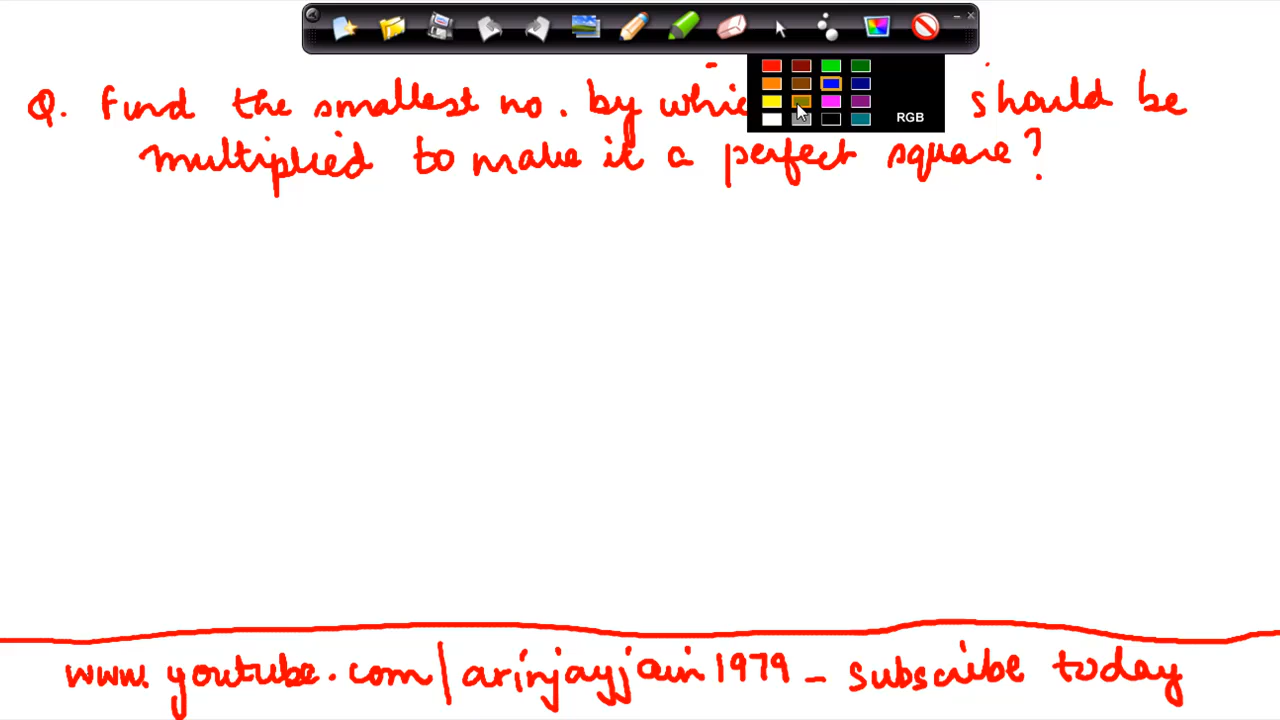 Q. Find the smallest no. by whi should be
RGB
multiplied to make it a perfect square?
www.youtube.com/arinjayjain1979 - subscribe today